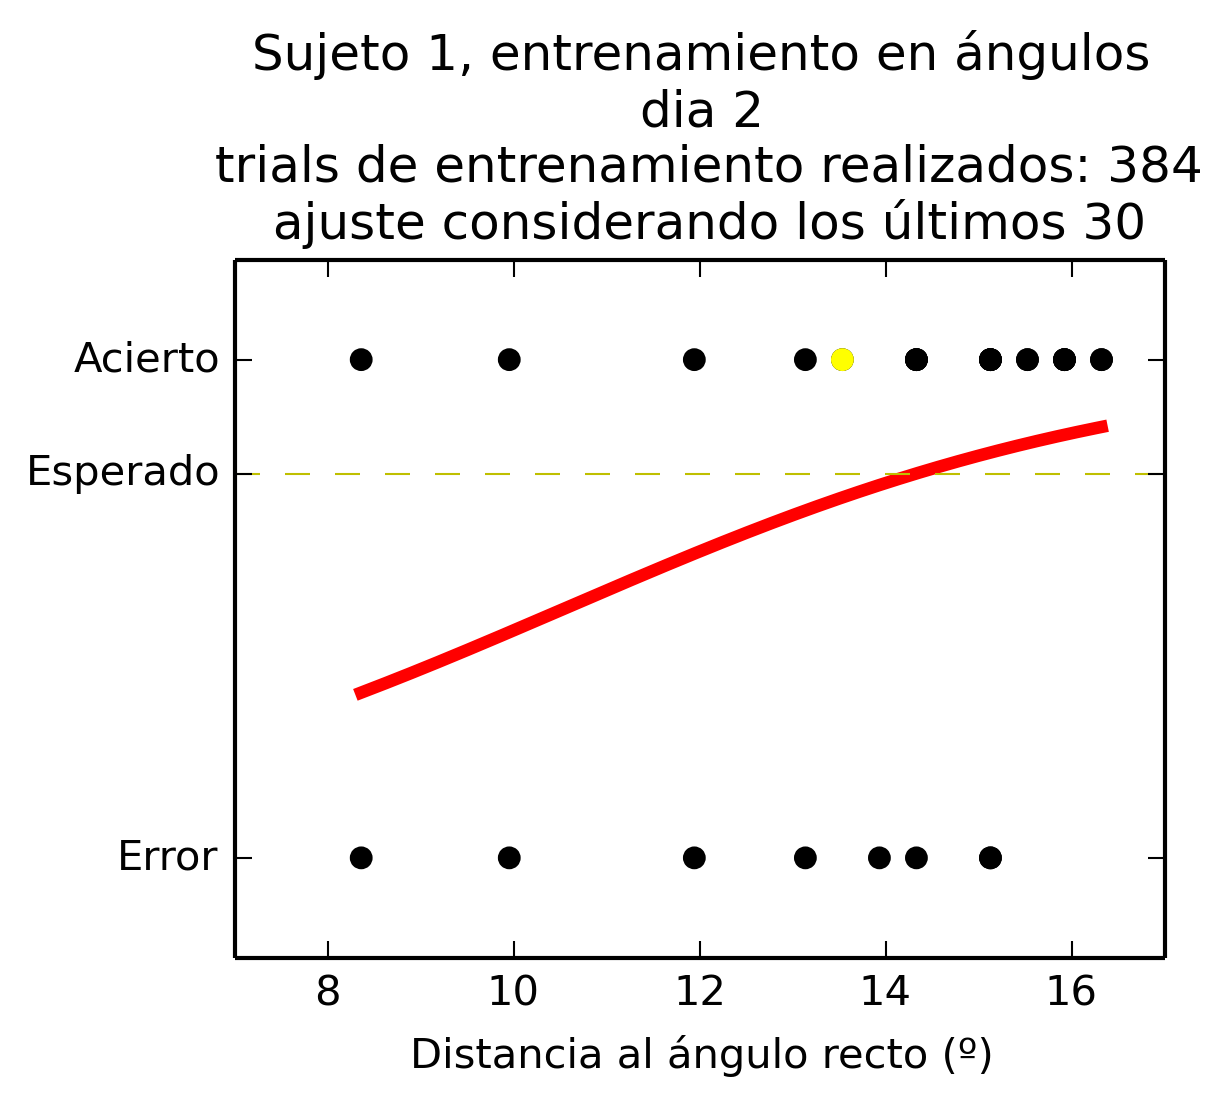 Sujeto 1, entrenamiento en ángulos
dia 2
trials de entrenamiento realizados: 384
ajuste considerando los últimos 30
Acierto
Esperado
Error
8 10 12 14 16
Distancia al ángulo recto (º)